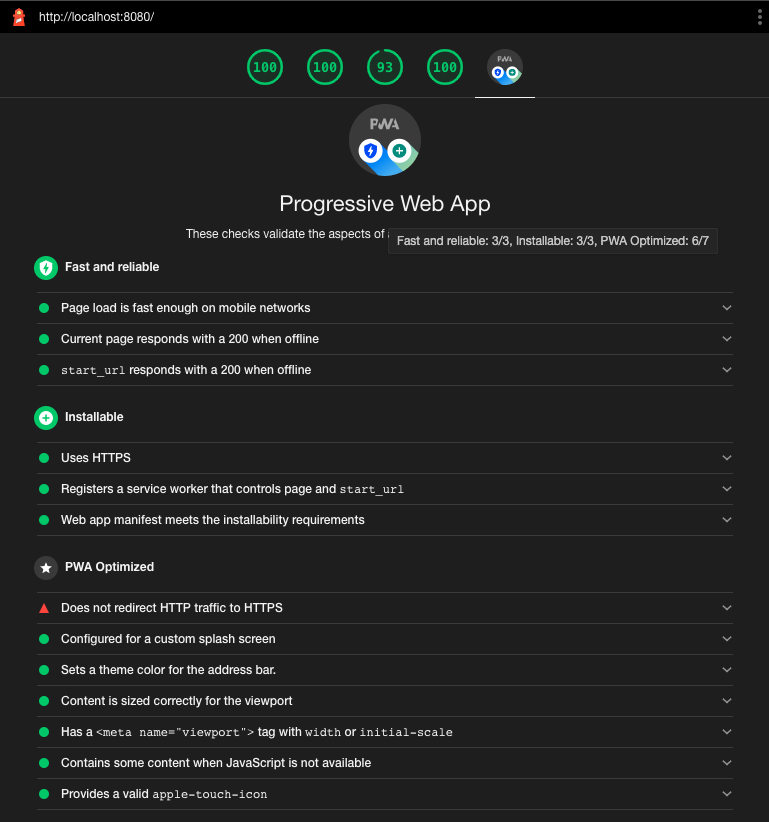 http://localhost:8080/
100 100 93 100 PWA
PWA
Progressive Web App
These checks validate the aspects of
Fast and reliable: 3/3, Installable: 3/3, PWA Optimized: 6/7
Fast and reliable
Page load is fast enough on mobile networks
Current page responds with a 200 when offline
start_url responds with a 200 when offline
Installable
Uses HTTPS
Registers a service worker that controls page and start_url
Web app manifest meets the installability requirements
PWA Optimized
Does not redirect HTTP traffic to HTTPS
Configured for a custom splash screen
Sets a theme color for the address bar.
Content is sized correctly for the viewport
Has a <meta name="viewport"> tag with width or initial-scale
Contains some content when JavaScript is not available
Provides a valid apple-touch-icon